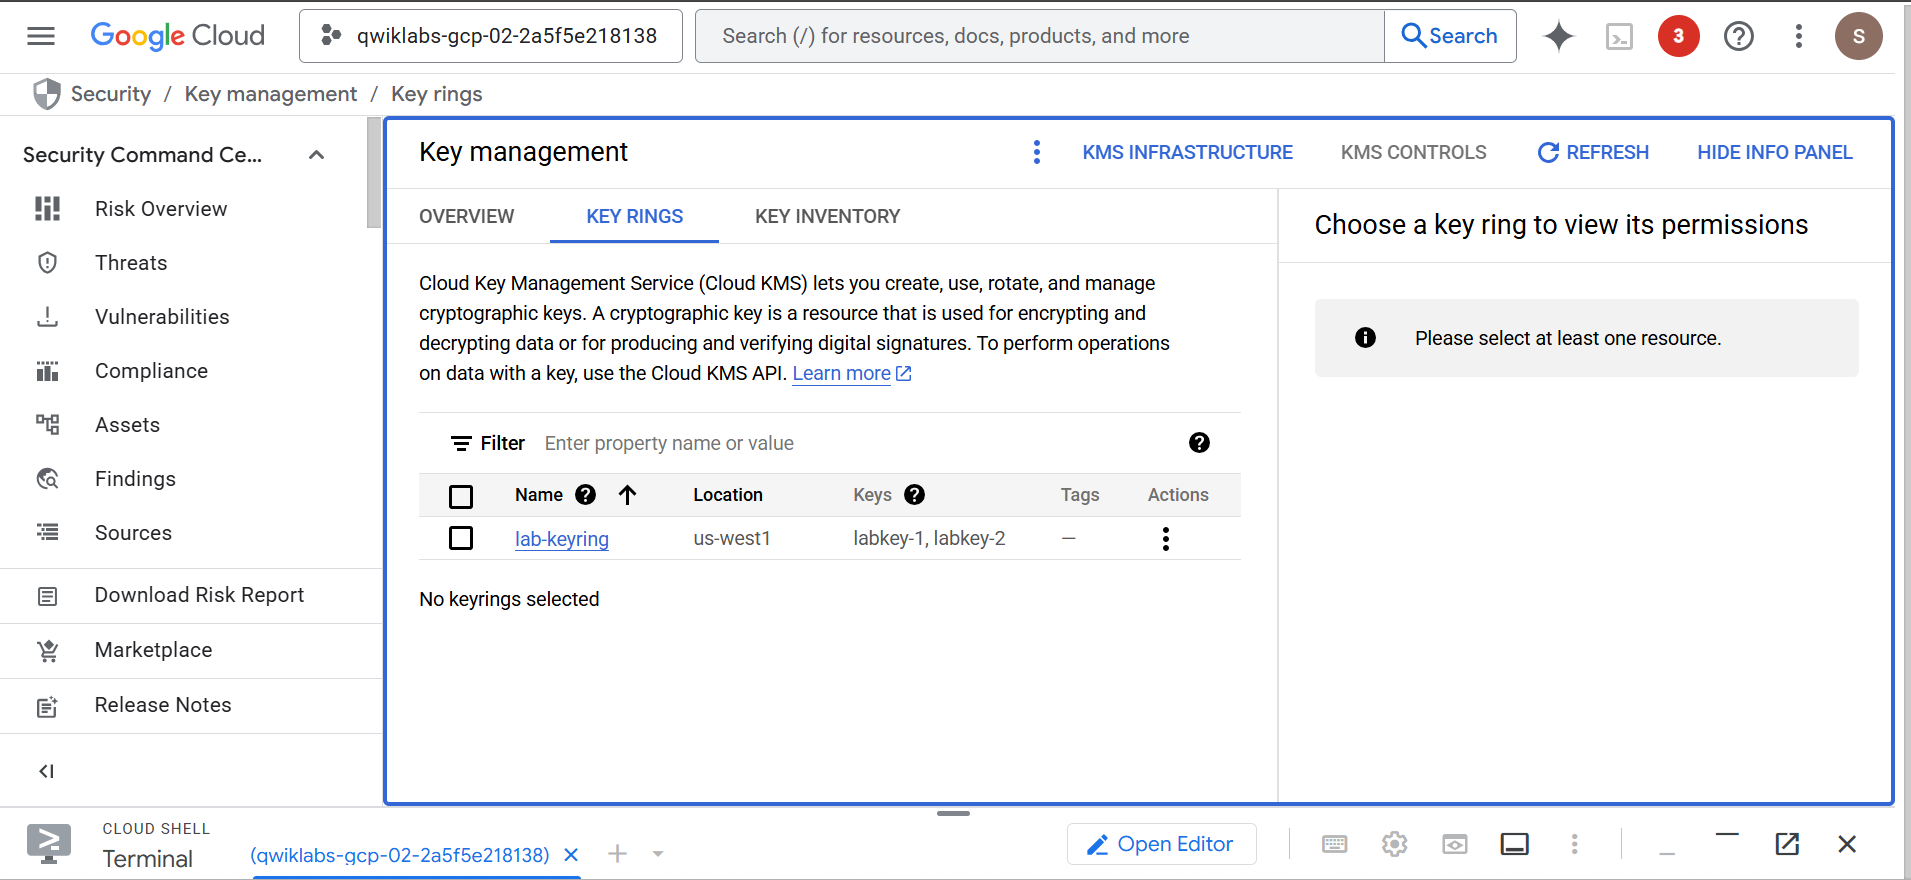 Google Cloud
qwiklabs-gcp-02-2a5f5e218138
Search (/) for resources, docs, products, and more
Search
3
S
Security / Key management / Key rings
Security Command Ce...
Risk Overview
Threats
Vulnerabilities
Compliance
Assets
Findings
Sources
Download Risk Report
Marketplace
Release Notes
Key management
KMS INFRASTRUCTURE
KMS CONTROLS
REFRESH
HIDE INFO PANEL
OVERVIEW
KEY RINGS
KEY INVENTORY
Cloud Key Management Service (Cloud KMS) lets you create, use, rotate, and manage
cryptographic keys. A cryptographic key is a resource that is used for encrypting and
decrypting data or for producing and verifying digital signatures. To perform operations
on data with a key, use the Cloud KMS API. Learn more
Filter Enter property name or value
Name Location Keys Tags Actions
lab-keyring us-west1 labkey-1, labkey-2 —
No keyrings selected
Choose a key ring to view its permissions
Please select at least one resource.
CLOUD SHELL
Terminal
(qwiklabs-gcp-02-2a5f5e218138)
Open Editor